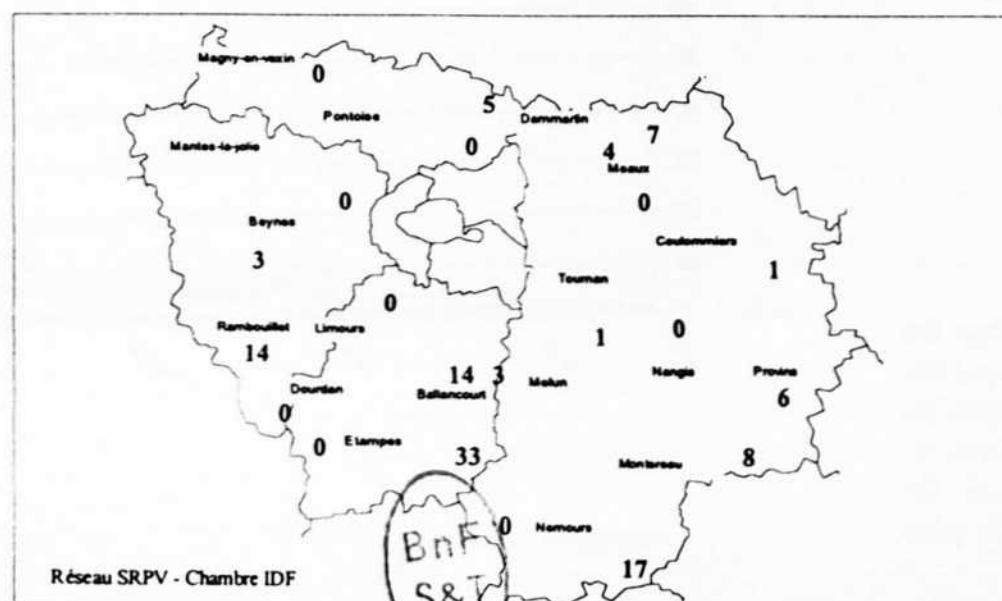 Magny-en-vexin
0
5
Pontoise
Dammartin
7
0
4
Mantes-la-jolie
Meaux
0
0
Beynes
Coulommiers
3
1
Tournan
0
Rambouillet
Limours
0
14
1
14
3
Melun
Nangis
Provins
Dourdan
Ballancourt
6
0
Etampes
0
33
8
Montereau
0
Nemours
BnF
17
Réseau SRPV - Chambre IDF
S&T